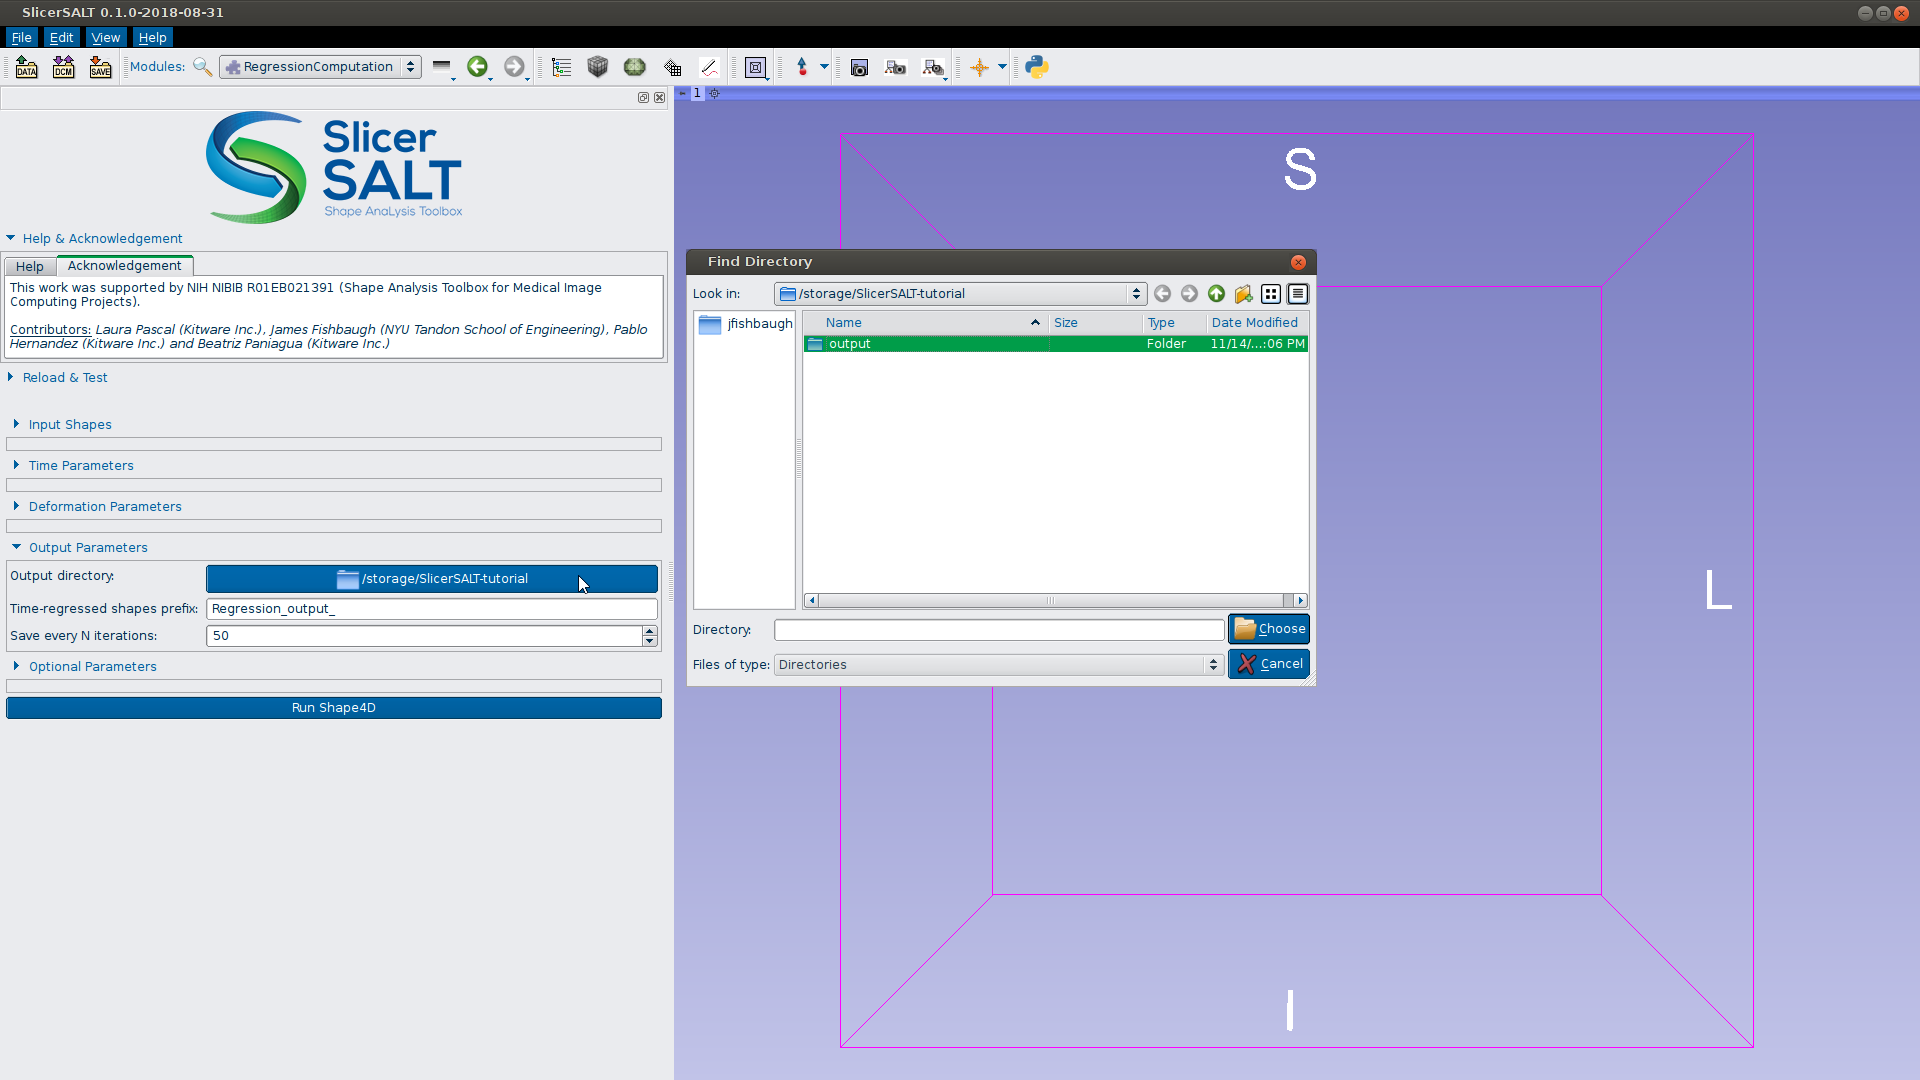 SlicerSALT 0.1.0-2018-08-31
File Edit View Help
DATA DCM SAVE Modules: RegressionComputation
1
Slicer
SALT
Shape AnaLysis Toolbox
Help & Acknowledgement
Help Acknowledgement
This work was supported by NIH NIBIB R01EB021391 (Shape Analysis Toolbox for Medical Image
Computing Projects).
Contributors: Laura Pascal (Kitware Inc.), James Fishbaugh (NYU Tandon School of Engineering), Pablo
Hernandez (Kitware Inc.) and Beatriz Paniagua (Kitware Inc.)
Reload & Test
Input Shapes
Time Parameters
Deformation Parameters
Output Parameters
Output directory: /storage/SlicerSALT-tutorial
Time-regressed shapes prefix: Regression_output_
Save every N iterations: 50
Optional Parameters
Run Shape4D
S
Find Directory
Look in: /storage/SlicerSALT-tutorial
jfishbaugh
Name Size Type Date Modified
output Folder 11/14/...:06 PM
Directory: Choose
Files of type: Directories Cancel
L
I